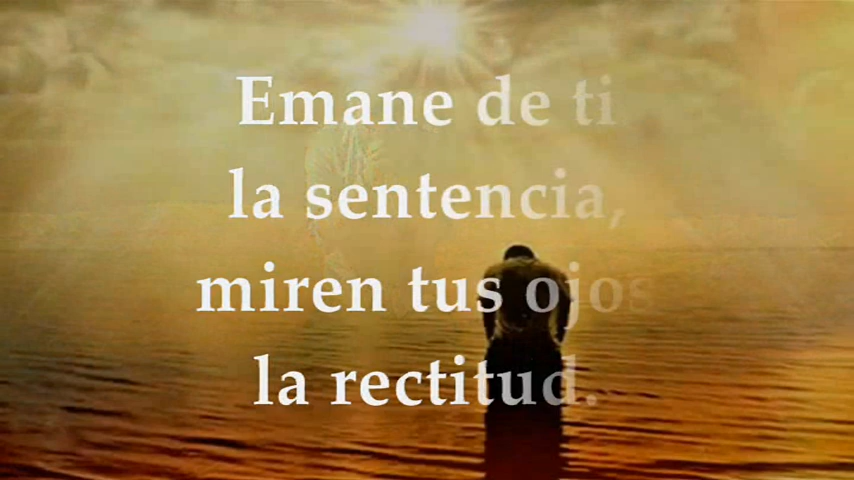 Emane de ti
la sentencia,
miren tus ojos
la rectitud.